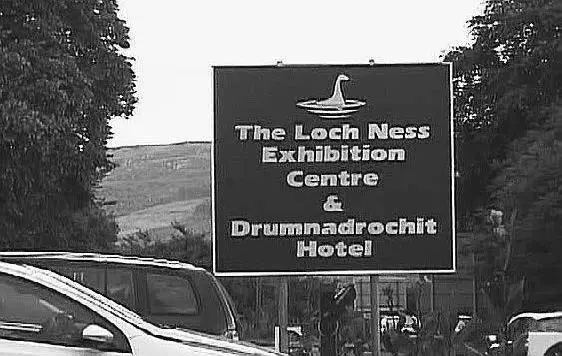 The Loch Ness
Exhibition
Centre
&
Drumnadrochit
Hotel